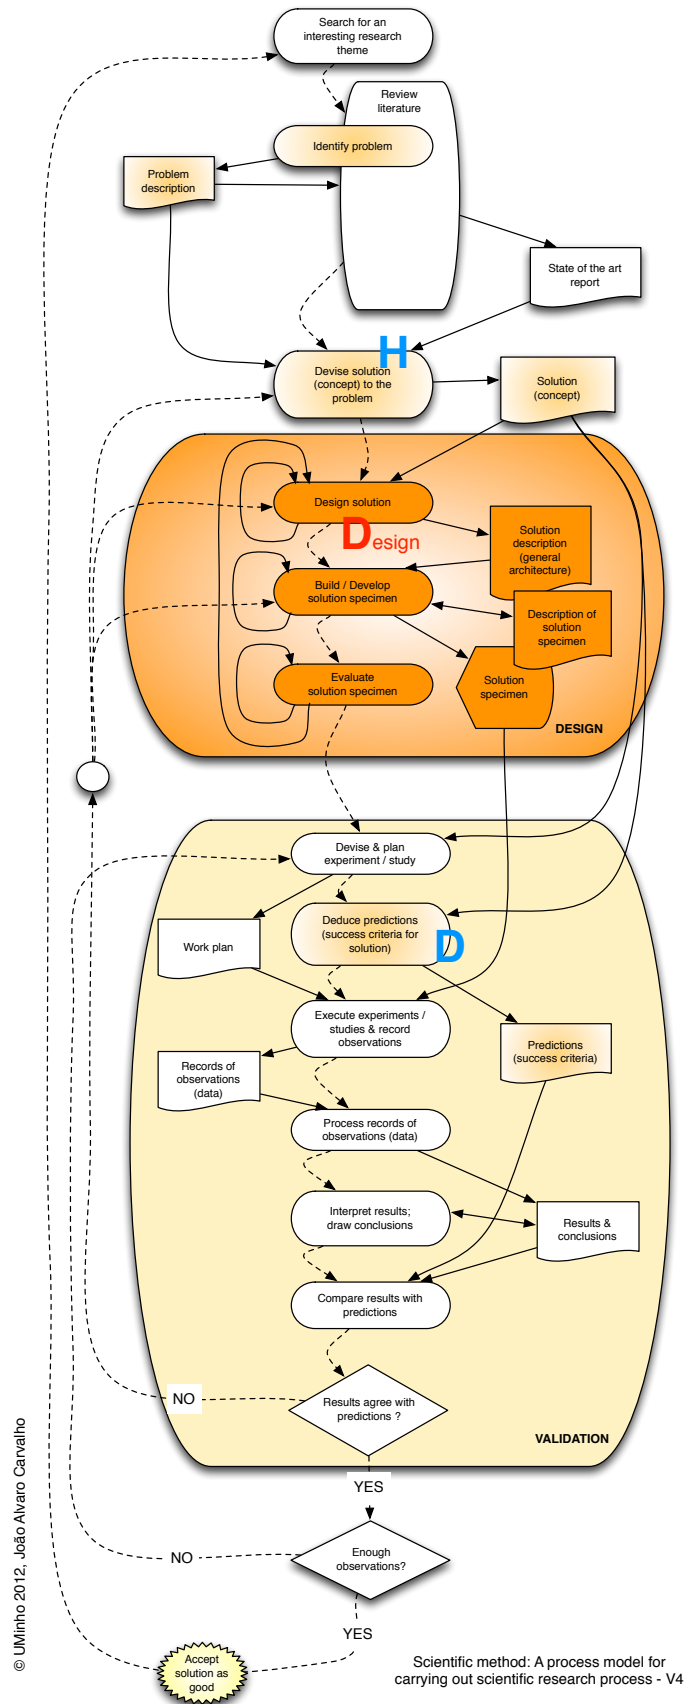 Search for an
interesting research
theme
Review
literature
Identify problem
Problem
description
State of the art
report
H
Devise solution
(concept) to the
problem
Solution
(concept)
Design solution
Design
Solution
description
(general
architecture)
Build / Develop
solution specimen
Description of
solution
specimen
Evaluate
solution specimen
Solution
specimen
DESIGN
Devise & plan
experiment / study
Deduce predictions
(success criteria for
solution)
D
Work plan
Execute experiments /
studies & record
observations
Predictions
(success criteria)
Records of
observations
(data)
Process records of
observations (data)
Interpret results;
draw conclusions
Results &
conclusions
Compare results with
predictions
NO
Results agree with
predictions ?
VALIDATION
YES
NO
Enough
observations?
YES
Accept
solution as
good
Scientific method: A process model for
carrying out scientific research process - V4
© UMinho 2012, João Alvaro Carvalho